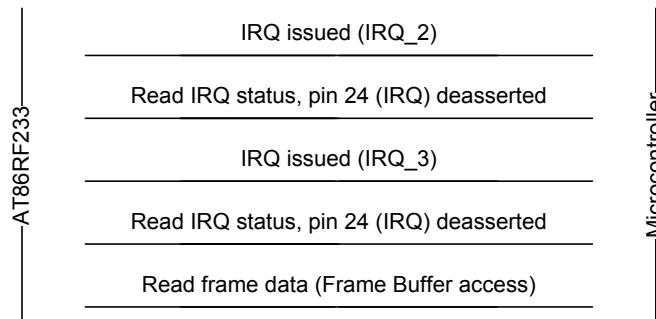 IRQ issued (IRQ_2)
Read IRQ status, pin 24 (IRQ) deasserted
IRQ issued (IRQ_3)
Read IRQ status, pin 24 (IRQ) deasserted
Read frame data (Frame Buffer access)
AT86RF233
Microcontroller